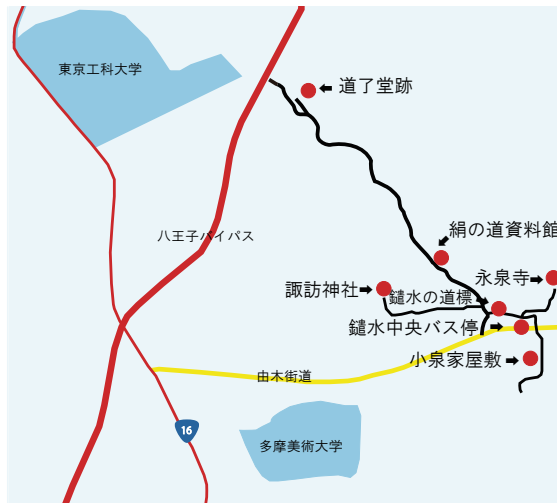 東京工科大学
道了堂跡
八王子バイパス
絹の道資料館
永泉寺
諏訪神社
鑓水の道標
鑓水中央バス停
小泉家屋敷
由木街道
16
多摩美術大学